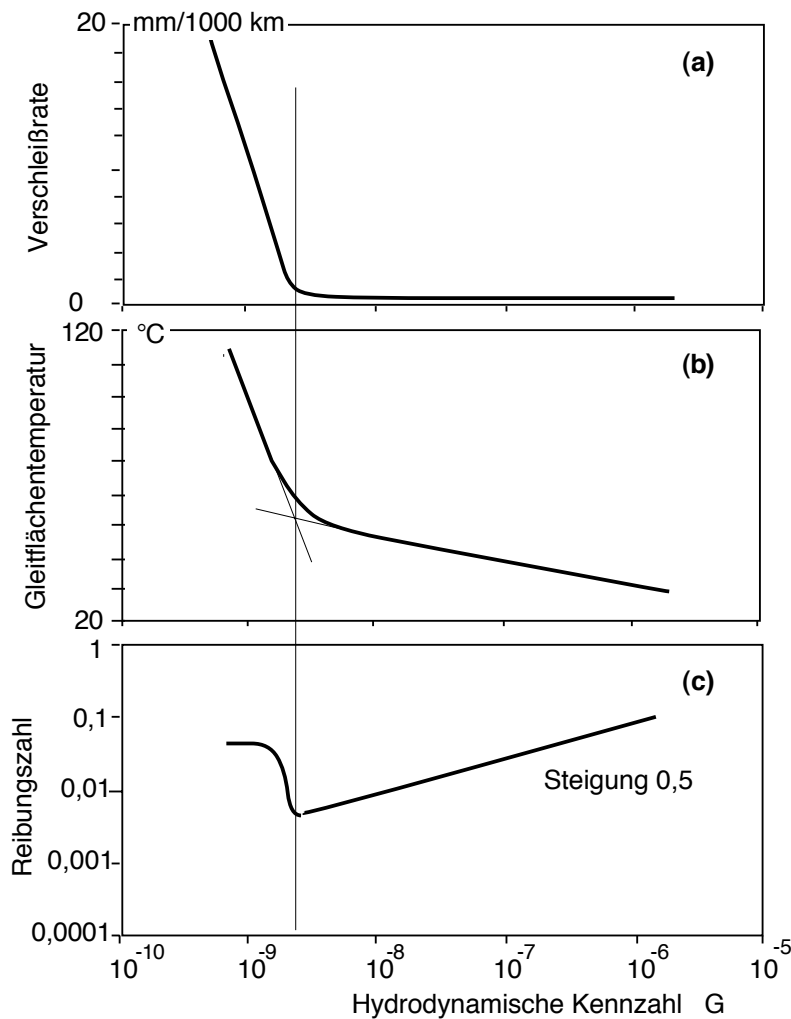 20 mm/1000 km
(a)
Verschleißrate
0
120 °C
(b)
Gleitflächentemperatur
20
1
(c)
0,1
Reibungszahl
0,01
Steigung 0,5
0,001
0,0001
10-10 10-9 10-8 10-7 10-6 10-5
Hydrodynamische Kennzahl G